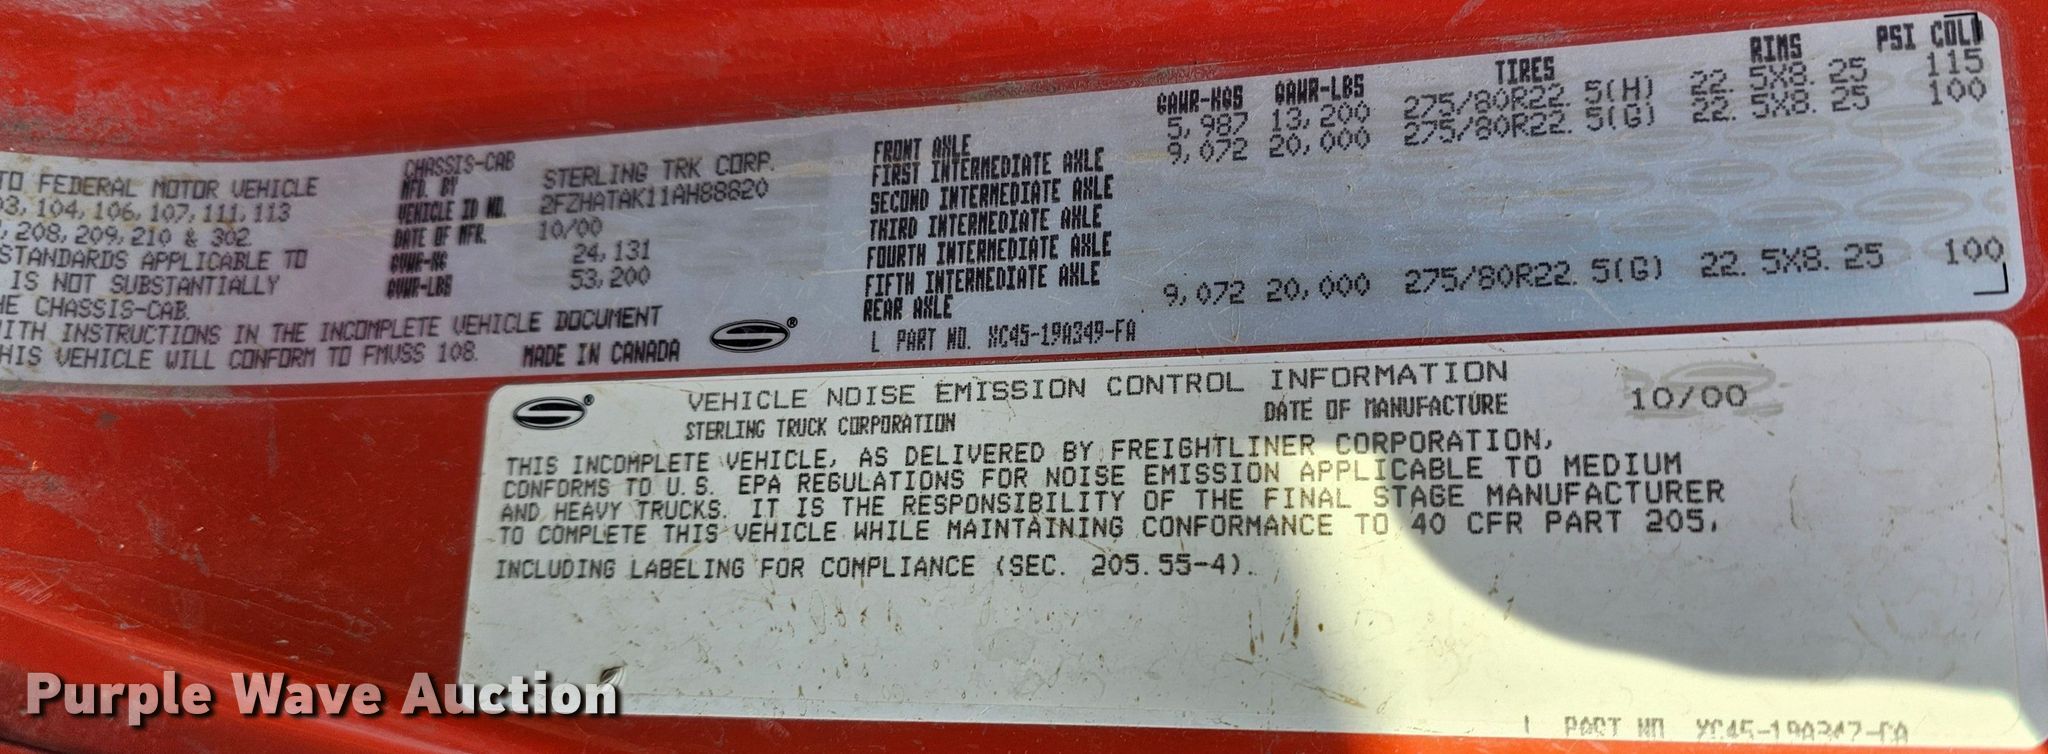 TO FEDERAL MOTOR VEHICLE
03, 104, 106, 107, 111, 113
208, 209, 210 & 302.
STANDARDS APPLICABLE TO
IS NOT SUBSTANTIALLY
CHASSIS-CAB.
WITH INSTRUCTIONS IN THE INCOMPLETE VEHICLE DOCUMENT
THIS VEHICLE WILL CONFORM TO FMVSS 108. MADE IN CANADA
CHASSIS-CAB
MFD. BY STERLING TRK CORP.
VEHICLE ID NO. 2FZHATAK11AH88820
DATE OF MFR. 10/00
GVWR-KG 24,131
GVWR-LBS 53,200
GAWR-KGS GAWR-LBS TIRES RIMS PSI COLD
FRONT AXLE 5,987 13,200 275/80R22.5(H) 22.5X8.25 115
FIRST INTERMEDIATE AXLE 9,072 20,000 275/80R22.5(G) 22.5X8.25 100
SECOND INTERMEDIATE AXLE
THIRD INTERMEDIATE AXLE
FOURTH INTERMEDIATE AXLE
FIFTH INTERMEDIATE AXLE
REAR AXLE 9,072 20,000 275/80R22.5(G) 22.5X8.25 100
L PART NO. XC45-19A349-FA
VEHICLE NOISE EMISSION CONTROL INFORMATION
STERLING TRUCK CORPORATION DATE OF MANUFACTURE 10/00
THIS INCOMPLETE VEHICLE, AS DELIVERED BY FREIGHTLINER CORPORATION,
CONFORMS TO U.S. EPA REGULATIONS FOR NOISE EMISSION APPLICABLE TO MEDIUM
AND HEAVY TRUCKS. IT IS THE RESPONSIBILITY OF THE FINAL STAGE MANUFACTURER
TO COMPLETE THIS VEHICLE WHILE MAINTAINING CONFORMANCE TO 40 CFR PART 205,
INCLUDING LABELING FOR COMPLIANCE (SEC. 205.55-4).
L PART NO. XC45-19A347-CA
Purple Wave Auction